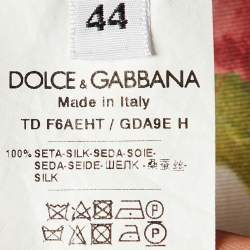 44
DOLCE & GABBANA
Made in Italy
TD F6AEHT / GDA9E H
100% SETA-SILK-SEDA-SOIE-
SEDA-SEIDE-ШЕЛК -
SILK
P